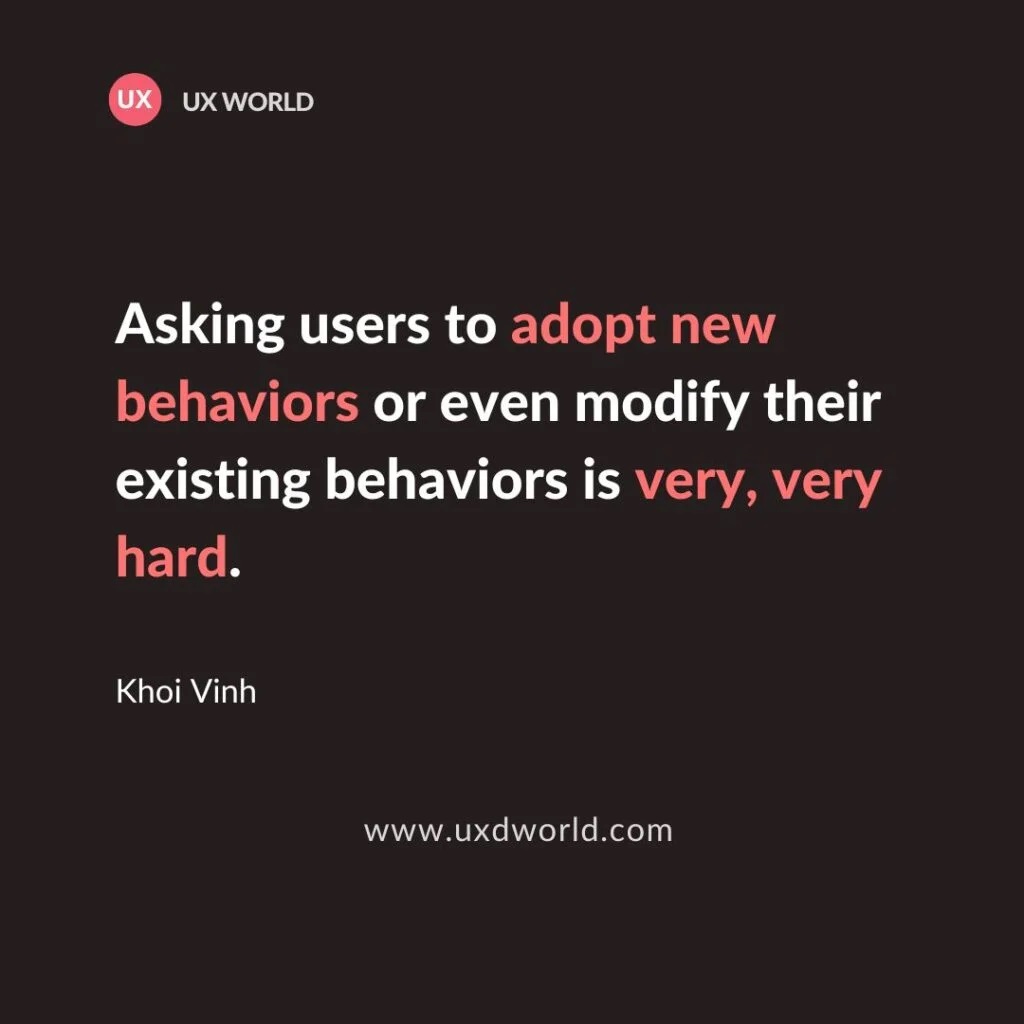 UX UX WORLD
Asking users to adopt new
behaviors or even modify their
existing behaviors is very, very
hard.
Khoi Vinh
www.uxdworld.com